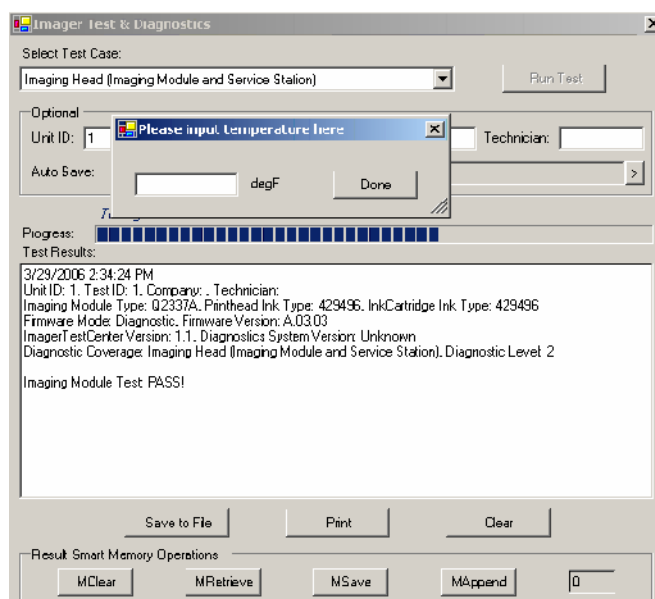 Imager Test & Diagnostics
Select Test Case:
Imaging Head (Imaging Module and Service Station)
Run Test
Optional
Unit ID: 1
Technician:
Auto Save:
>
Please input temperature here
degF
Done
Progress:
Test Results:
3/29/2006 2:34:24 PM
Unit ID: 1. Test ID: 1. Company: . Technician:
Imaging Module Type: Q2337A. Printhead Ink Type: 429496. InkCartridge Ink Type: 429496
Firmware Mode: Diagnostic. Firmware Version: A.03.03
ImagerTestCenter Version: 1.1. Diagnostics System Version: Unknown
Diagnostic Coverage: Imaging Head (Imaging Module and Service Station). Diagnostic Level: 2
Imaging Module Test: PASS!
Save to File
Print
Clear
Result Smart Memory Operations
MClear
MRetrieve
MSave
MAppend
0